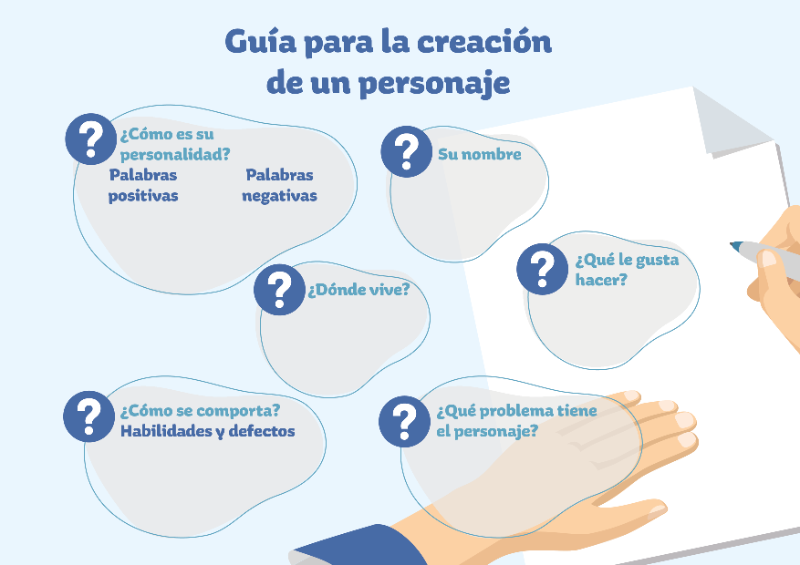 Guía para la creación
de un personaje
?
¿Cómo es su
personalidad?
Palabras
positivas
Palabras
negativas
?
Su nombre
?
¿Dónde vive?
?
¿Qué le gusta
hacer?
?
¿Cómo se comporta?
Habilidades y defectos
?
¿Qué problema tiene
el personaje?